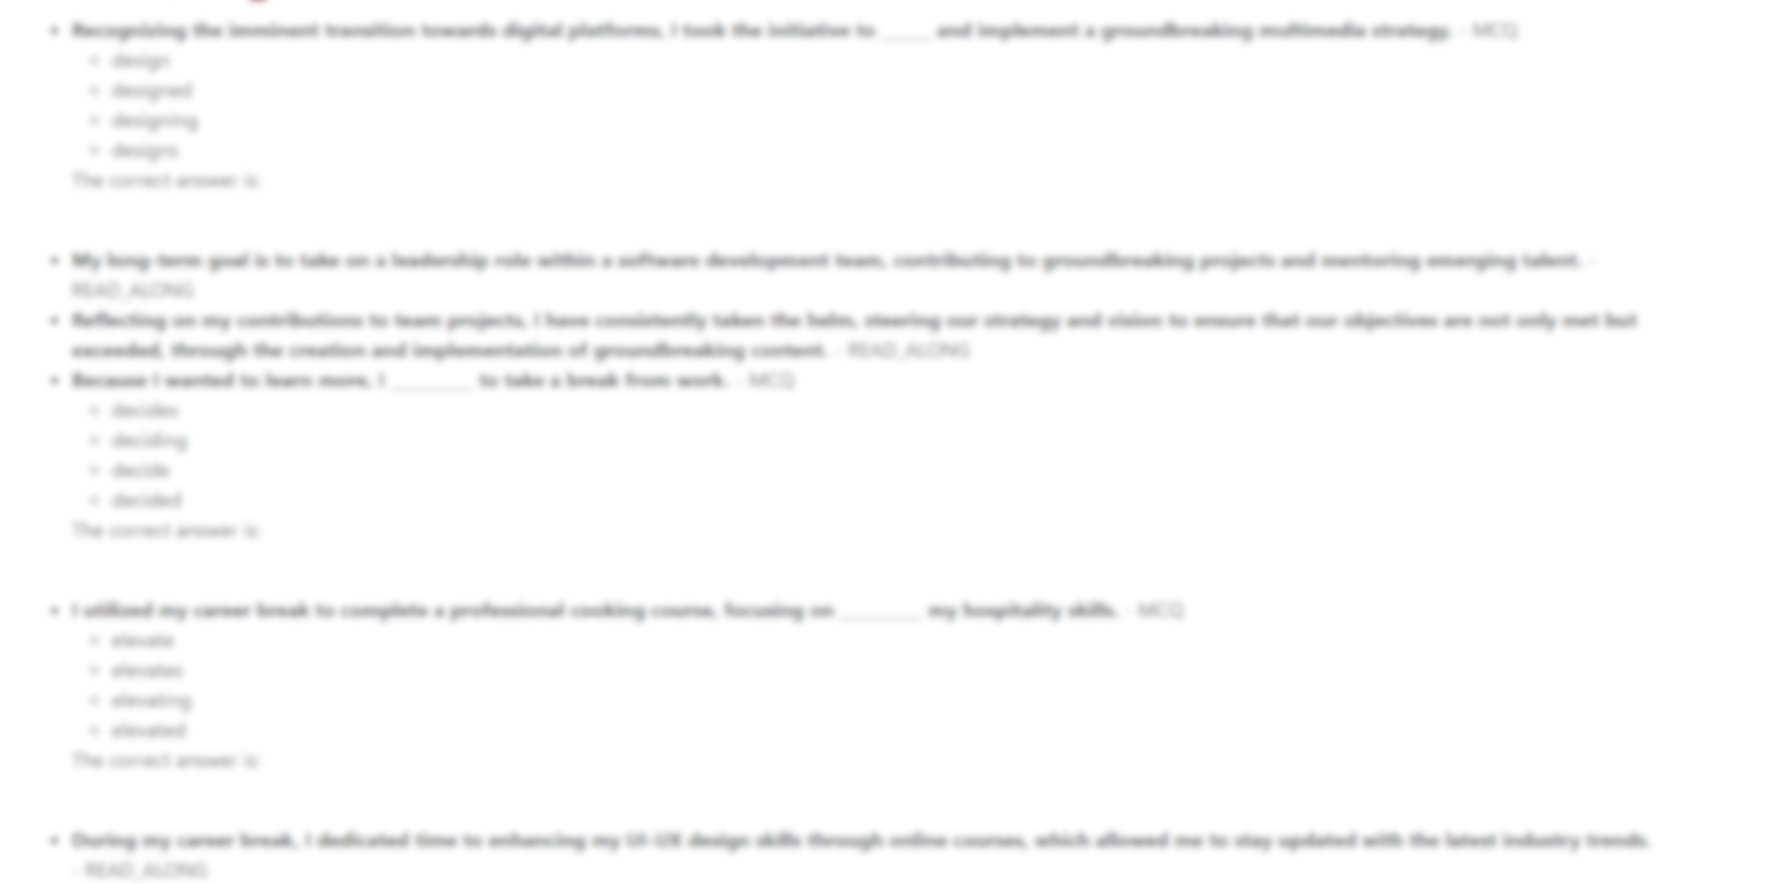 • Recognizing the imminent transition towards digital platforms, I took the initiative to _____ and implement a groundbreaking multimedia strategy. - MCQ
◦ design
◦ designed
◦ designing
◦ designs
The correct answer is:
• My long-term goal is to take on a leadership role within a software development team, contributing to groundbreaking projects and mentoring emerging talent. -
READ_ALONG
• Reflecting on my contributions to team projects, I have consistently taken the helm, steering our strategy and vision to ensure that our objectives are not only met but
exceeded, through the creation and implementation of groundbreaking content. - READ_ALONG
• Because I wanted to learn more, I ________ to take a break from work. - MCQ
◦ decides
◦ deciding
◦ decide
◦ decided
The correct answer is:
• I utilized my career break to complete a professional cooking course, focusing on ________ my hospitality skills. - MCQ
◦ elevate
◦ elevates
◦ elevating
◦ elevated
The correct answer is:
• During my career break, I dedicated time to enhancing my UI-UX design skills through online courses, which allowed me to stay updated with the latest industry trends.
- READ_ALONG